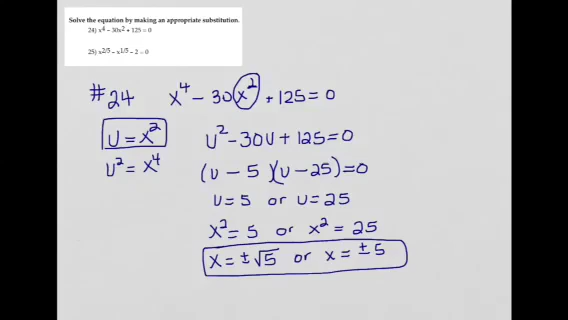 Solve the equation by making an appropriate substitution.
24) x⁴ − 30x² + 125 = 0
25) x^2/5 − x^1/5 − 2 = 0
#24 x⁴ − 30x² + 125 = 0
U = x² U² − 30U + 125 = 0
U² = x⁴ (U − 5)(U − 25) = 0
U = 5 or U = 25
x² = 5 or x² = 25
x = ±√5 or x = ±5